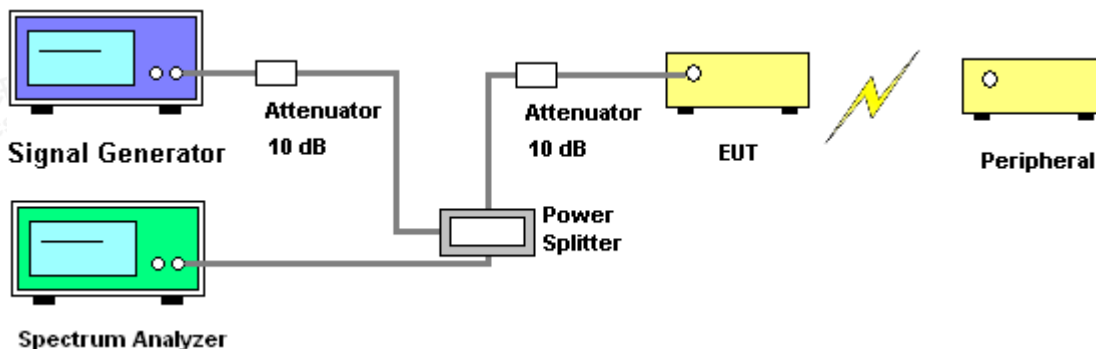 Attenuator
10 dB
Signal Generator
Attenuator
10 dB
EUT
Peripheral
Power
Splitter
Spectrum Analyzer